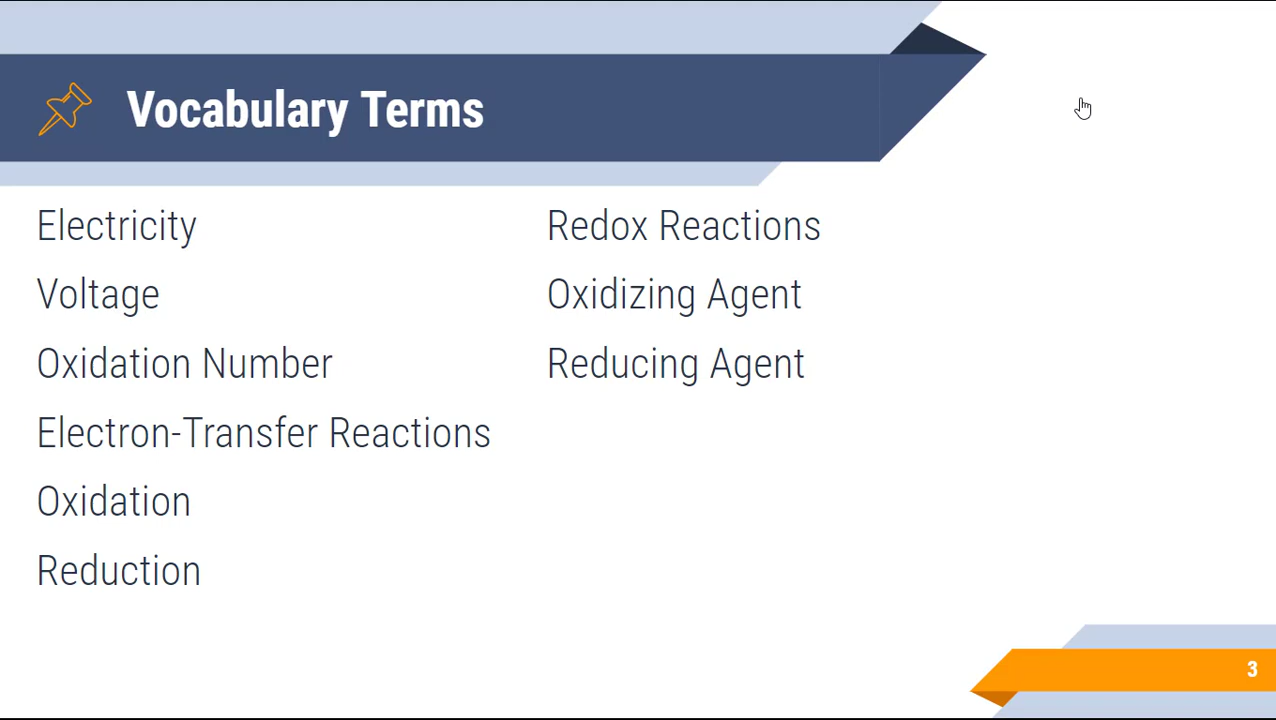 Vocabulary Terms
Electricity
Voltage
Oxidation Number
Electron-Transfer Reactions
Oxidation
Reduction
Redox Reactions
Oxidizing Agent
Reducing Agent
3